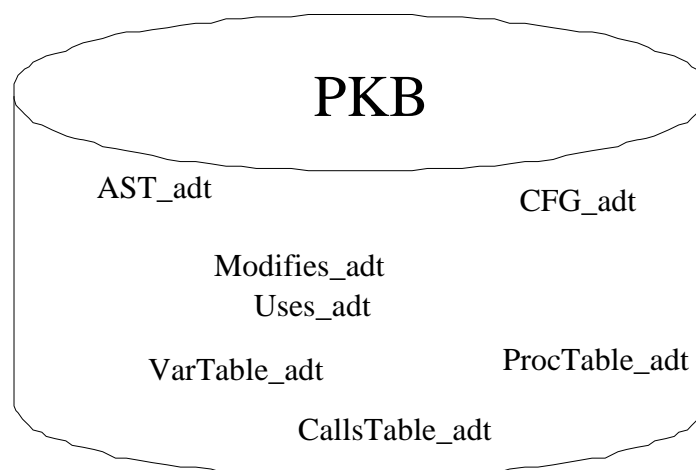 PKB
AST_adt
CFG_adt
Modifies_adt
Uses_adt
ProcTable_adt
VarTable_adt
CallsTable_adt